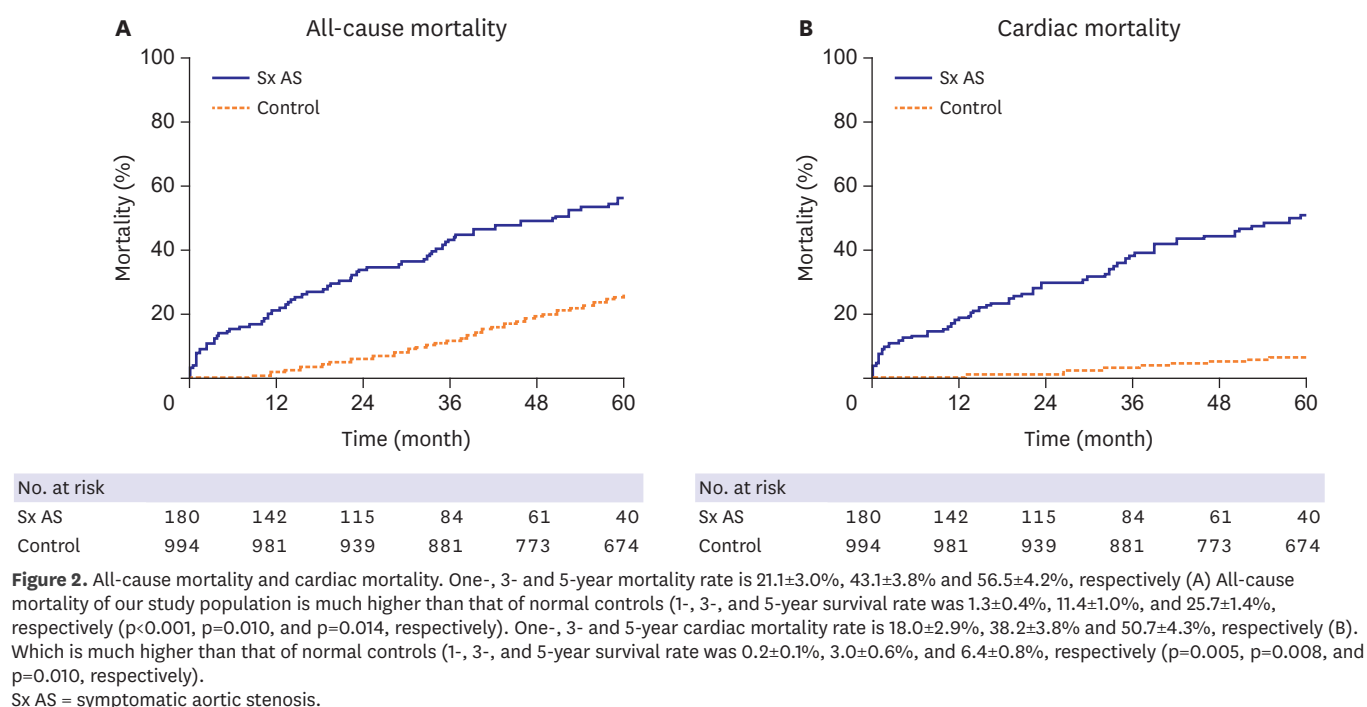 A All-cause mortality
100
80
60
40
20
Mortality (%)
Sx AS
Control
0 12 24 36 48 60
Time (month)
No. at risk
Sx AS 180 142 115 84 61 40
Control 994 981 939 881 773 674
B Cardiac mortality
100
80
60
40
20
Mortality (%)
Sx AS
Control
0 12 24 36 48 60
Time (month)
No. at risk
Sx AS 180 142 115 84 61 40
Control 994 981 939 881 773 674
Figure 2. All-cause mortality and cardiac mortality. One-, 3- and 5-year mortality rate is 21.1±3.0%, 43.1±3.8% and 56.5±4.2%, respectively (A) All-cause
mortality of our study population is much higher than that of normal controls (1-, 3-, and 5-year survival rate was 1.3±0.4%, 11.4±1.0%, and 25.7±1.4%,
respectively (p<0.001, p=0.010, and p=0.014, respectively). One-, 3- and 5-year cardiac mortality rate is 18.0±2.9%, 38.2±3.8% and 50.7±4.3%, respectively (B).
Which is much higher than that of normal controls (1-, 3-, and 5-year survival rate was 0.2±0.1%, 3.0±0.6%, and 6.4±0.8%, respectively (p=0.005, p=0.008, and
p=0.010, respectively).
Sx AS = symptomatic aortic stenosis.